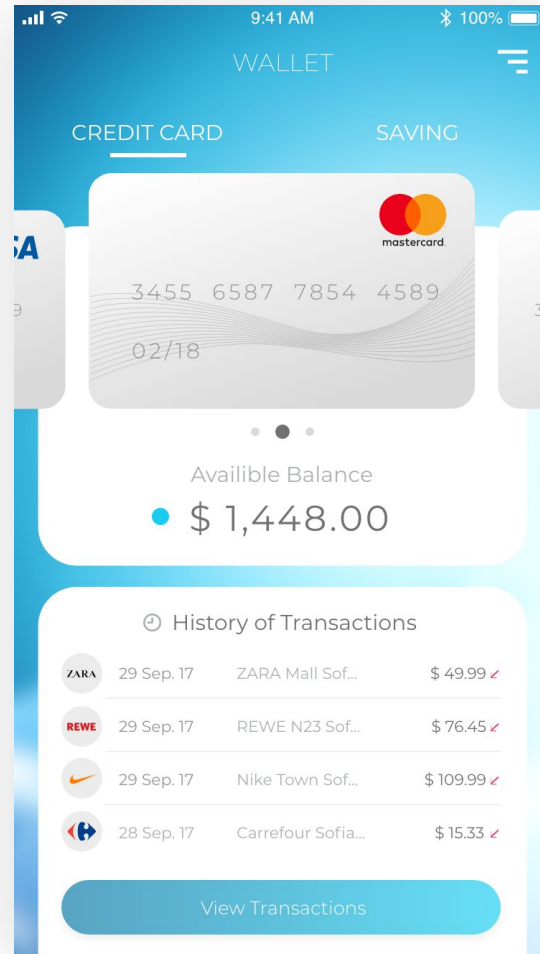 9:41 AM 100%
WALLET
CREDIT CARD SAVING
SA
mastercard.
3455 6587 7854 4589
9 3
02/18
Availible Balance
$ 1,448.00
History of Transactions
ZARA 29 Sep. 17 ZARA Mall Sof... $ 49.99
REWE 29 Sep. 17 REWE N23 Sof... $ 76.45
29 Sep. 17 Nike Town Sof... $ 109.99
28 Sep. 17 Carrefour Sofia... $ 15.33
View Transactions